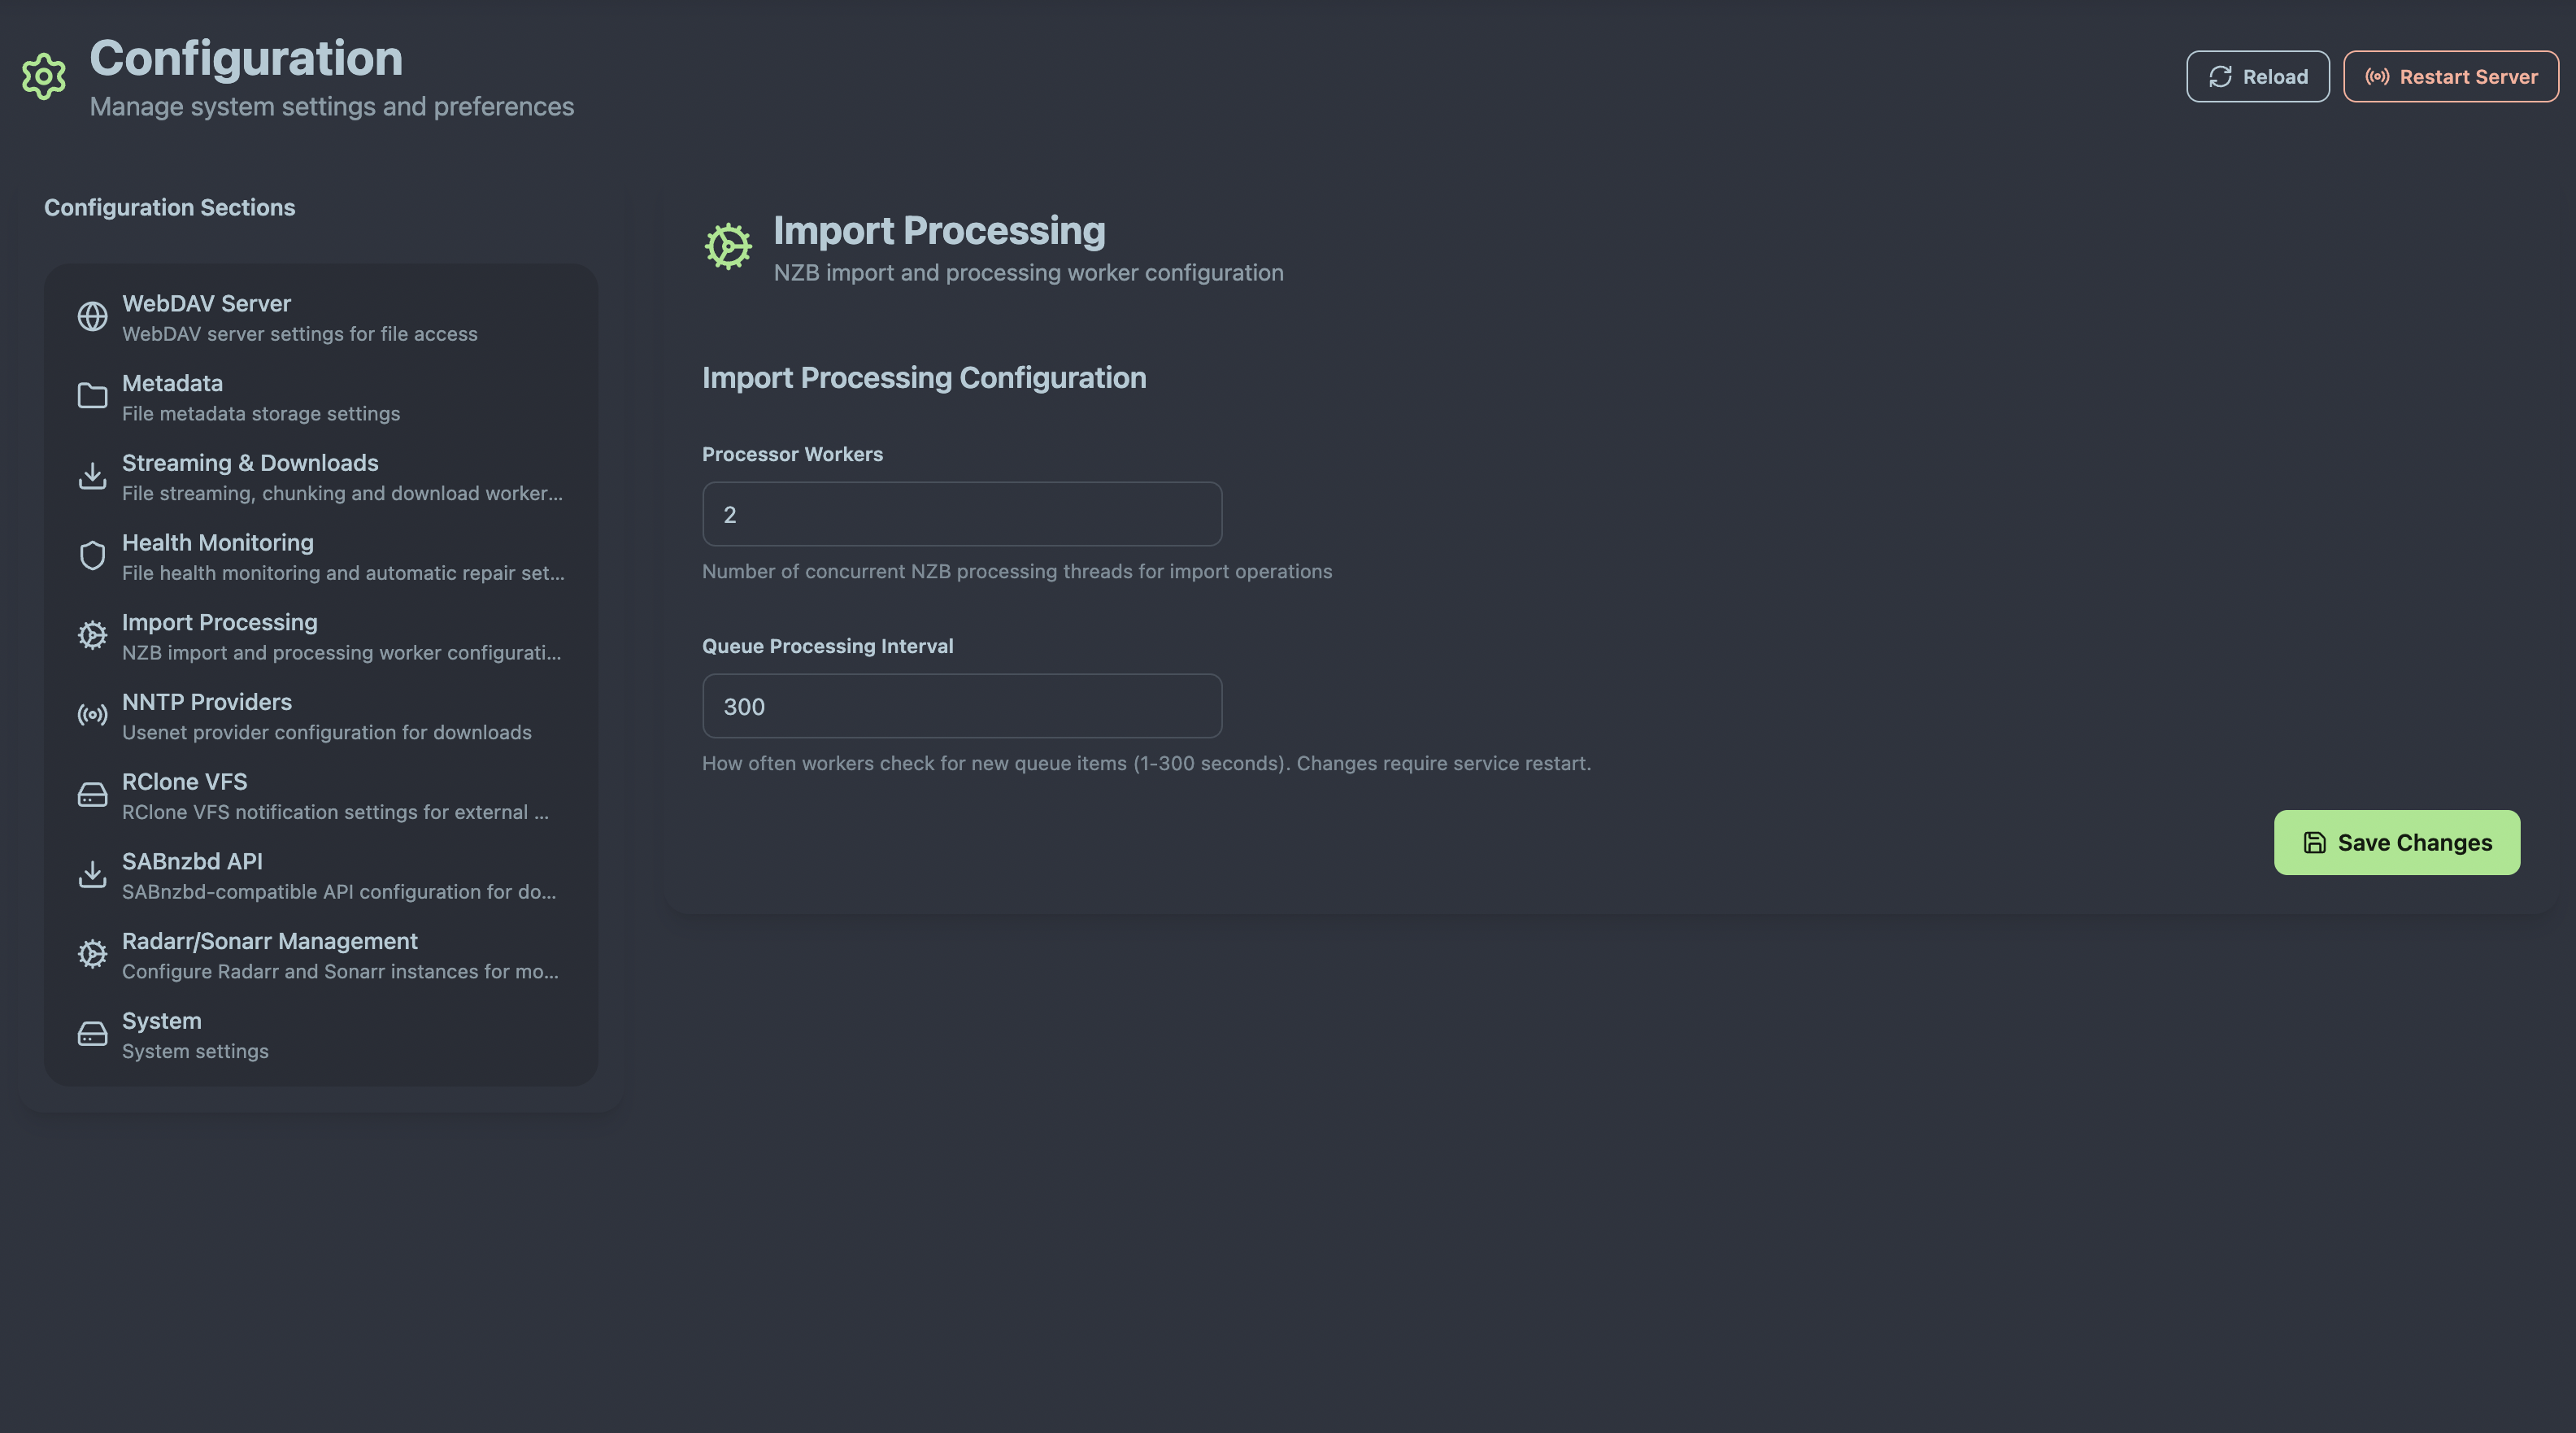 Configuration
Manage system settings and preferences
Reload
Restart Server
Configuration Sections
WebDAV Server
WebDAV server settings for file access
Metadata
File metadata storage settings
Streaming & Downloads
File streaming, chunking and download worker...
Health Monitoring
File health monitoring and automatic repair set...
Import Processing
NZB import and processing worker configurati...
NNTP Providers
Usenet provider configuration for downloads
RClone VFS
RClone VFS notification settings for external ...
SABnzbd API
SABnzbd-compatible API configuration for do...
Radarr/Sonarr Management
Configure Radarr and Sonarr instances for mo...
System
System settings
Import Processing
NZB import and processing worker configuration
Import Processing Configuration
Processor Workers
2
Number of concurrent NZB processing threads for import operations
Queue Processing Interval
300
How often workers check for new queue items (1-300 seconds). Changes require service restart.
Save Changes